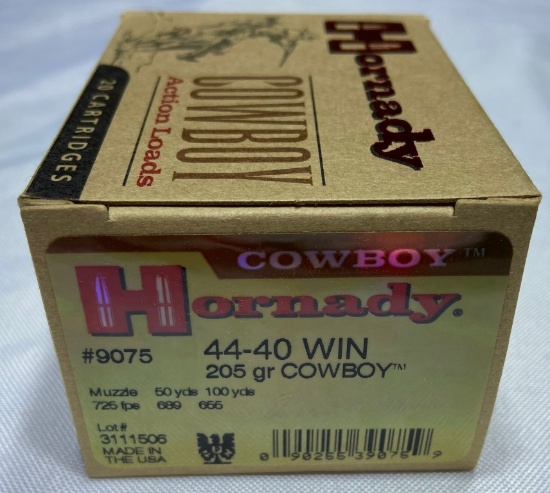 Hornady
COWBOY
Action Loads
20 CARTRIDGES
COWBOY™
Hornady®
#9075
44-40 WIN
205 gr COWBOY™
Muzzle 50 yds 100 yds
725 fps 689 655
Lot#
3111506
MADE IN
THE USA
0 90255 39075 9